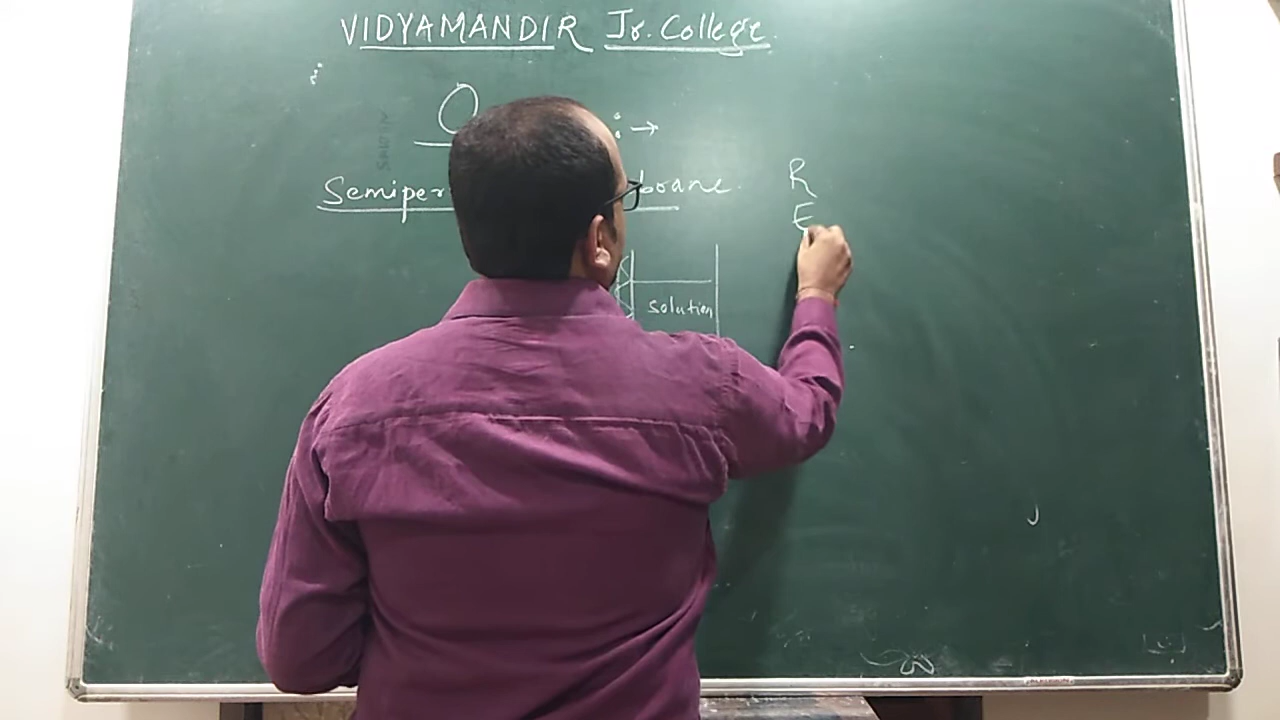 VIDYAMANDIR Jr. College.
O : →
Semiper brane.
solution
R
E